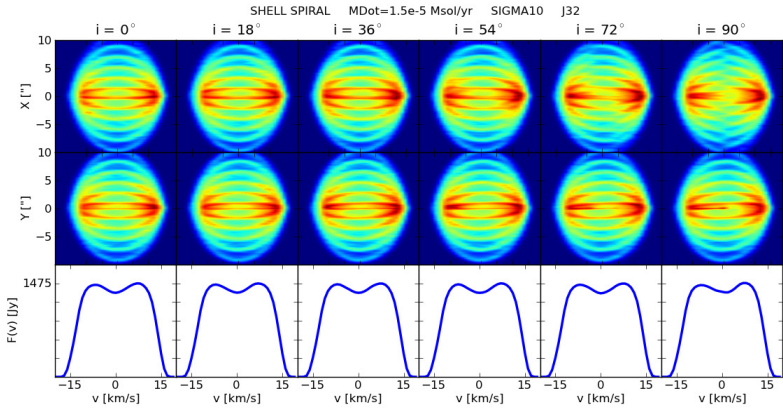 SHELL SPIRAL MDot=1.5e-5 Msol/yr SIGMA10 J32
i = 0° i = 18° i = 36° i = 54° i = 72° i = 90°
10
5
0
−5
X ["]
10
5
0
−5
Y ["]
1475
F(v) [Jy]
−15 0 15 −15 0 15 −15 0 15 −15 0 15 −15 0 15 −15 0 15
v [km/s] v [km/s] v [km/s] v [km/s] v [km/s] v [km/s]